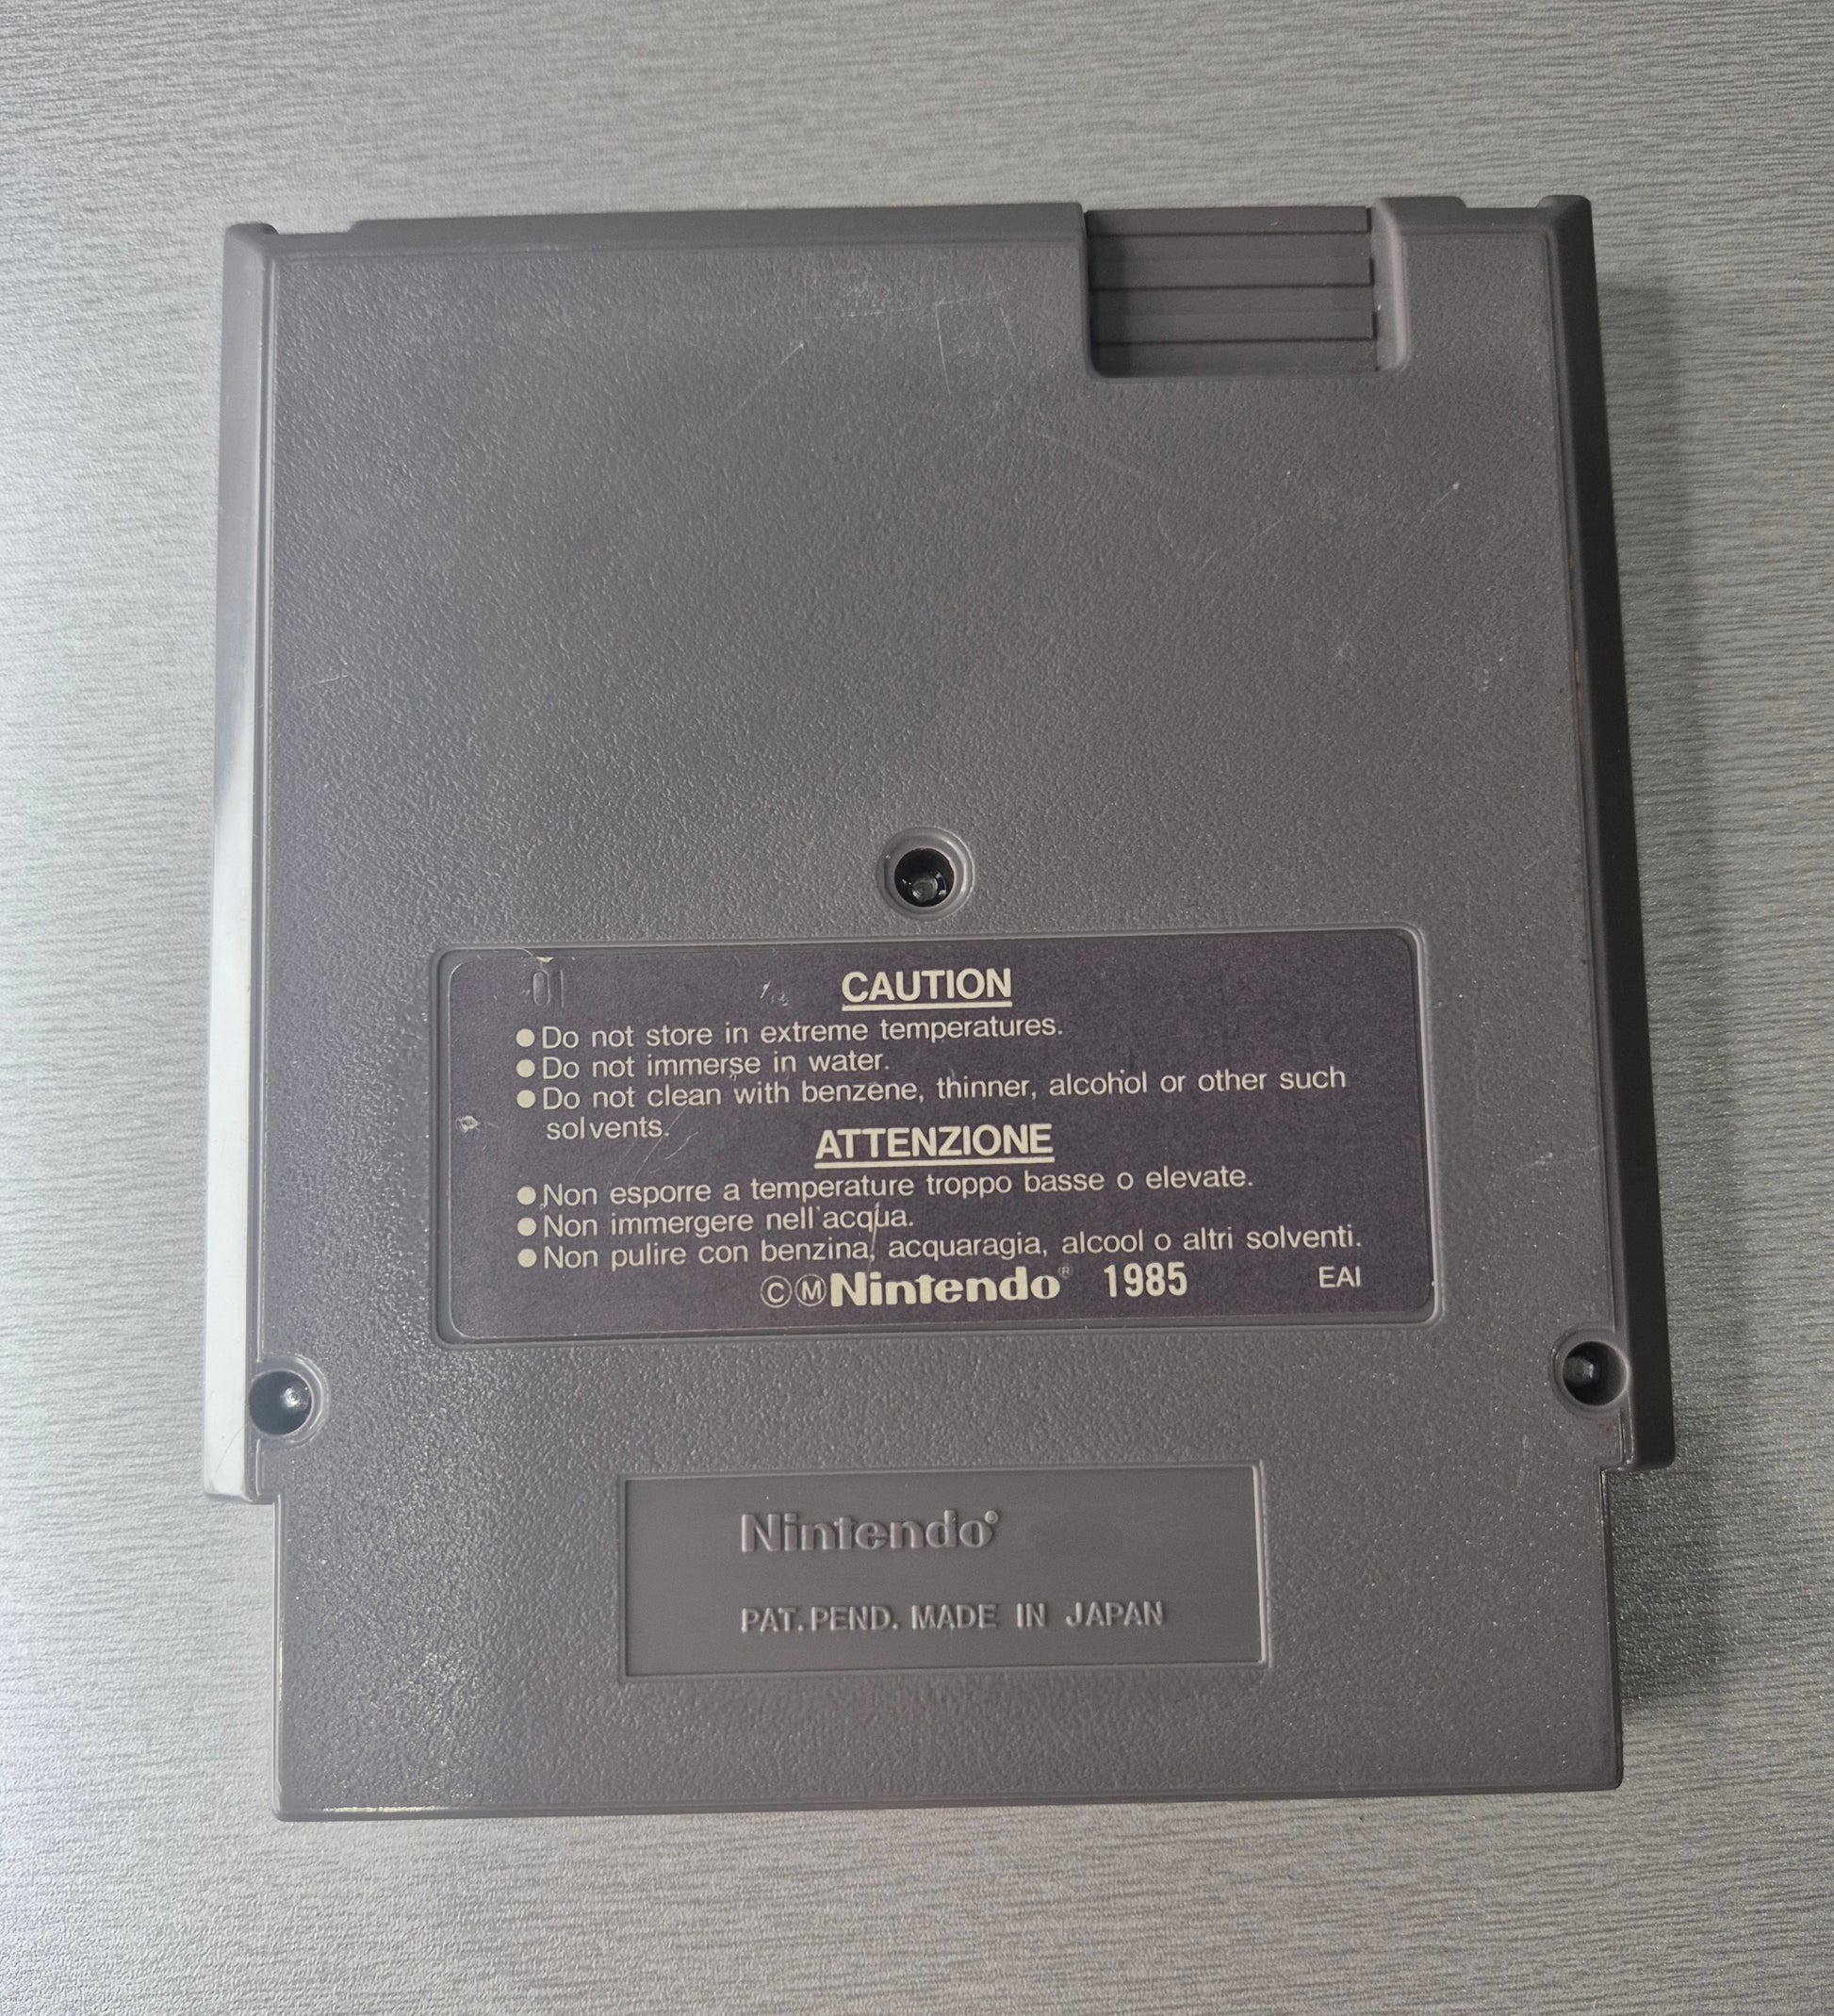 01
CAUTION
●Do not store in extreme temperatures.
●Do not immerse in water.
●Do not clean with benzene, thinner, alcohol or other such
solvents.
ATTENZIONE
●Non esporre a temperature troppo basse o elevate.
●Non immergere nell'acqua.
●Non pulire con benzina, acquaragia, alcool o altri solventi.
ⒸⓂNintendo® 1985 EAI
Nintendo®
PAT.PEND. MADE IN JAPAN